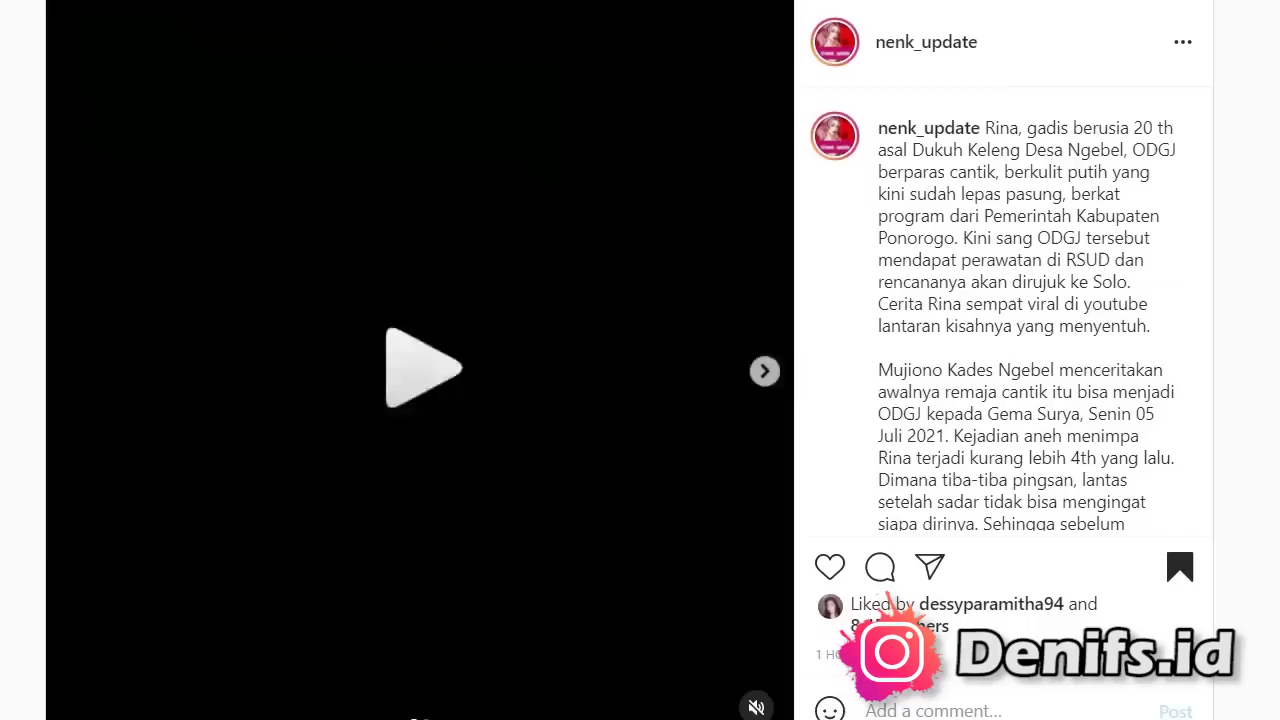 nenk_update
nenk_update Rina, gadis berusia 20 th
asal Dukuh Keleng Desa Ngebel, ODGJ
berparas cantik, berkulit putih yang
kini sudah lepas pasung, berkat
program dari Pemerintah Kabupaten
Ponorogo. Kini sang ODGJ tersebut
mendapat perawatan di RSUD dan
rencananya akan dirujuk ke Solo.
Cerita Rina sempat viral di youtube
lantaran kisahnya yang menyentuh.
Mujiono Kades Ngebel menceritakan
awalnya remaja cantik itu bisa menjadi
ODGJ kepada Gema Surya, Senin 05
Juli 2021. Kejadian aneh menimpa
Rina terjadi kurang lebih 4th yang lalu.
Dimana tiba-tiba pingsan, lantas
setelah sadar tidak bisa mengingat
siapa dirinya. Sehingga sebelum
Liked by dessyparamitha94 and
Denifs.id
Add a comment...
Post